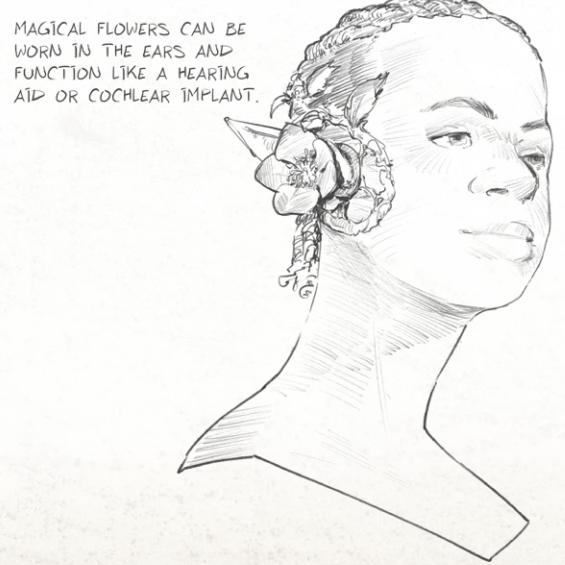 MAGICAL FLOWERS CAN BE
WORN IN THE EARS AND
FUNCTION LIKE A HEARING
AID OR COCHLEAR IMPLANT.